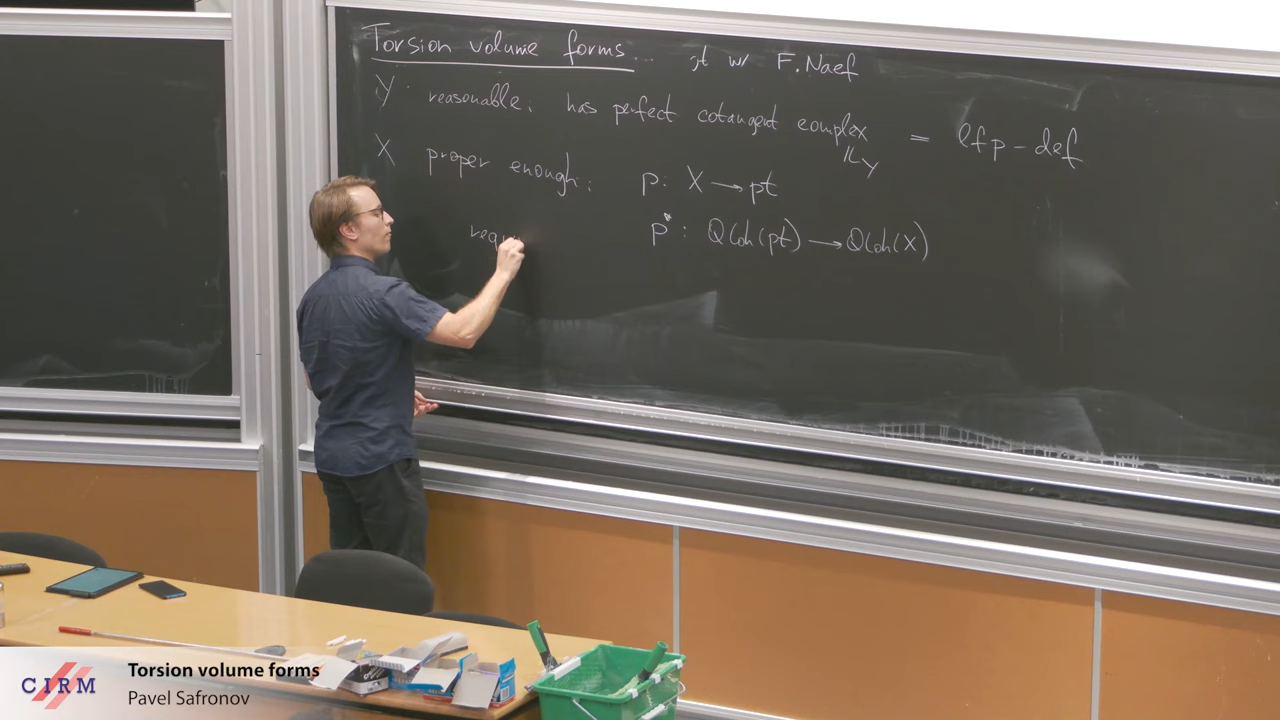 Torsion volume forms... jt w/ F. Naef
Y reasonable: has perfect cotangent complex 𝕃_Y = lfp-def
X proper enough: p: X → pt
requ p*: QCoh(pt) → QCoh(X)
Torsion volume forms
Pavel Safronov
CIRM